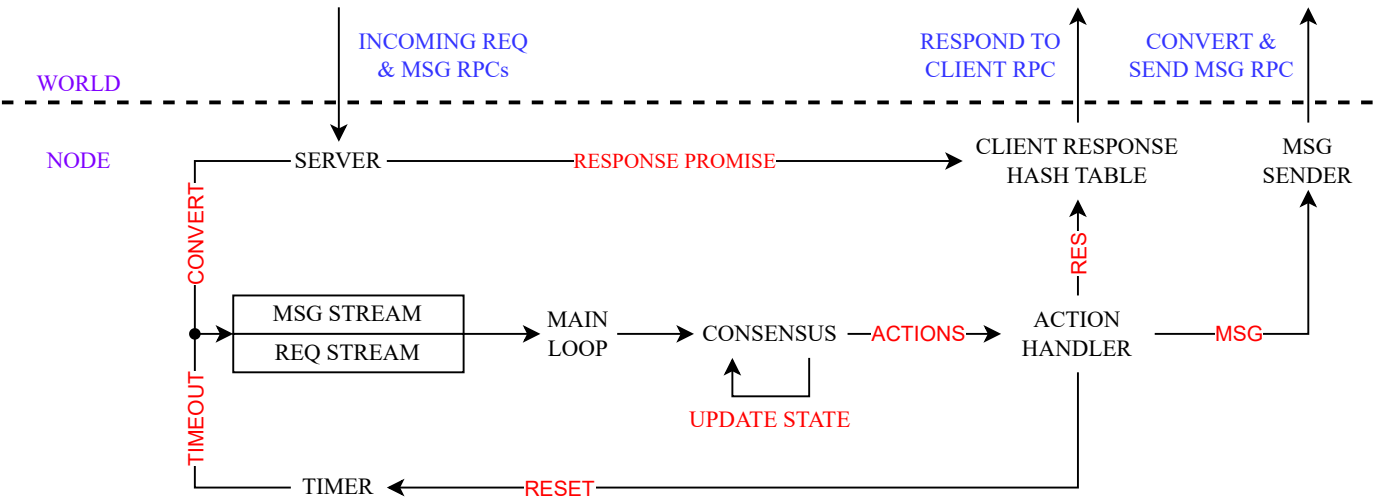 INCOMING REQ
& MSG RPCs
RESPOND TO
CLIENT RPC
CONVERT &
SEND MSG RPC
WORLD
NODE
SERVER
RESPONSE PROMISE
CLIENT RESPONSE
HASH TABLE
MSG
SENDER
CONVERT
RES
MSG STREAM
REQ STREAM
MAIN
LOOP
CONSENSUS
ACTIONS
ACTION
HANDLER
MSG
UPDATE STATE
TIMEOUT
TIMER
RESET